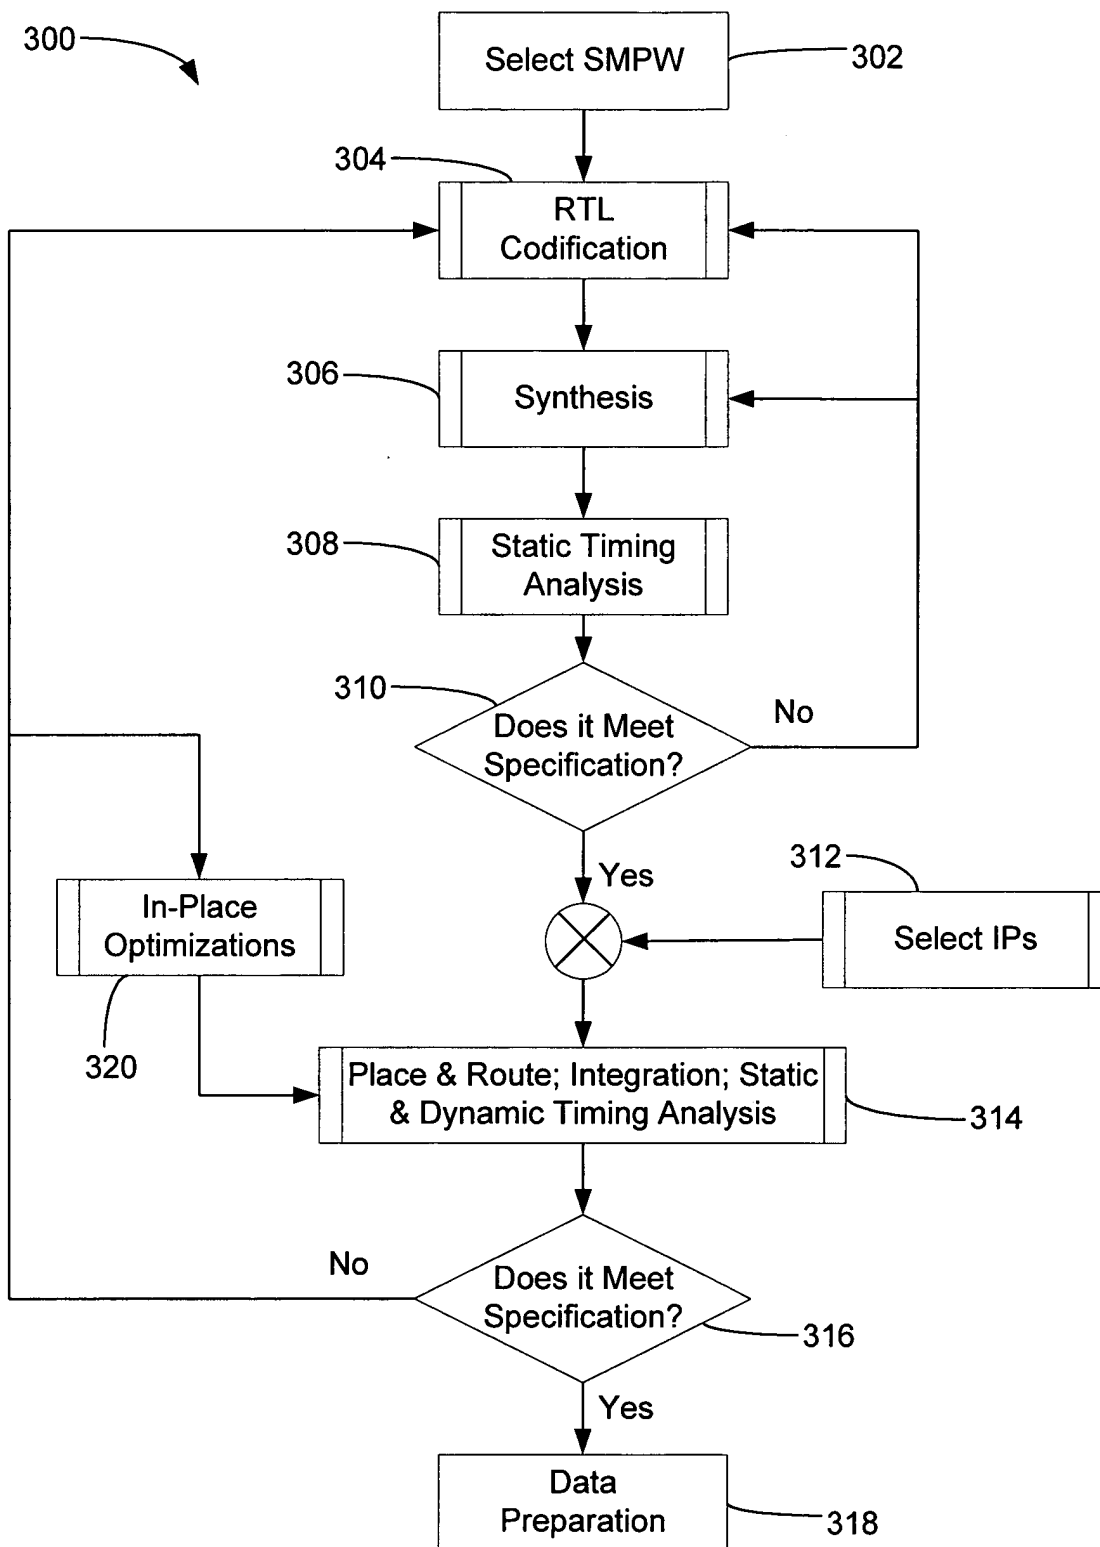 300
Select SMPW
302
304
RTL
Codification
306
Synthesis
308
Static Timing
Analysis
310
Does it Meet
Specification?
No
Yes
312
Select IPs
In-Place
Optimizations
320
Place & Route; Integration; Static
& Dynamic Timing Analysis
314
No
Does it Meet
Specification?
316
Yes
Data
Preparation
318